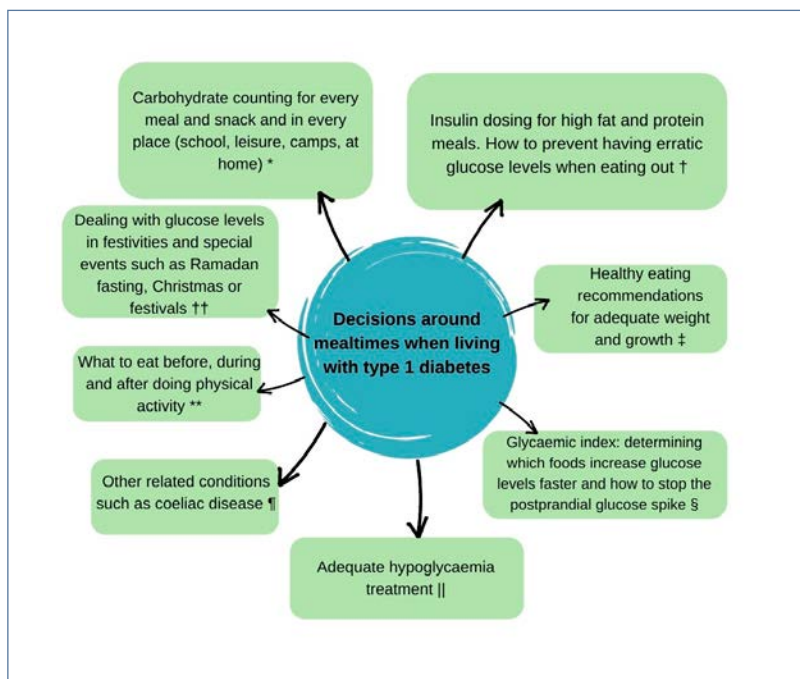 Carbohydrate counting for every
meal and snack and in every
place (school, leisure, camps, at
home) *
Insulin dosing for high fat and protein
meals. How to prevent having erratic
glucose levels when eating out †
Dealing with glucose levels
in festivities and special
events such as Ramadan
fasting, Christmas or
festivals ††
Healthy eating
recommendations
for adequate weight
and growth ‡
Decisions around
mealtimes when living
with type 1 diabetes
What to eat before, during
and after doing physical
activity **
Glycaemic index: determining
which foods increase glucose
levels faster and how to stop the
postprandial glucose spike §
Other related conditions
such as coeliac disease ¶
Adequate hypoglycaemia
treatment ||